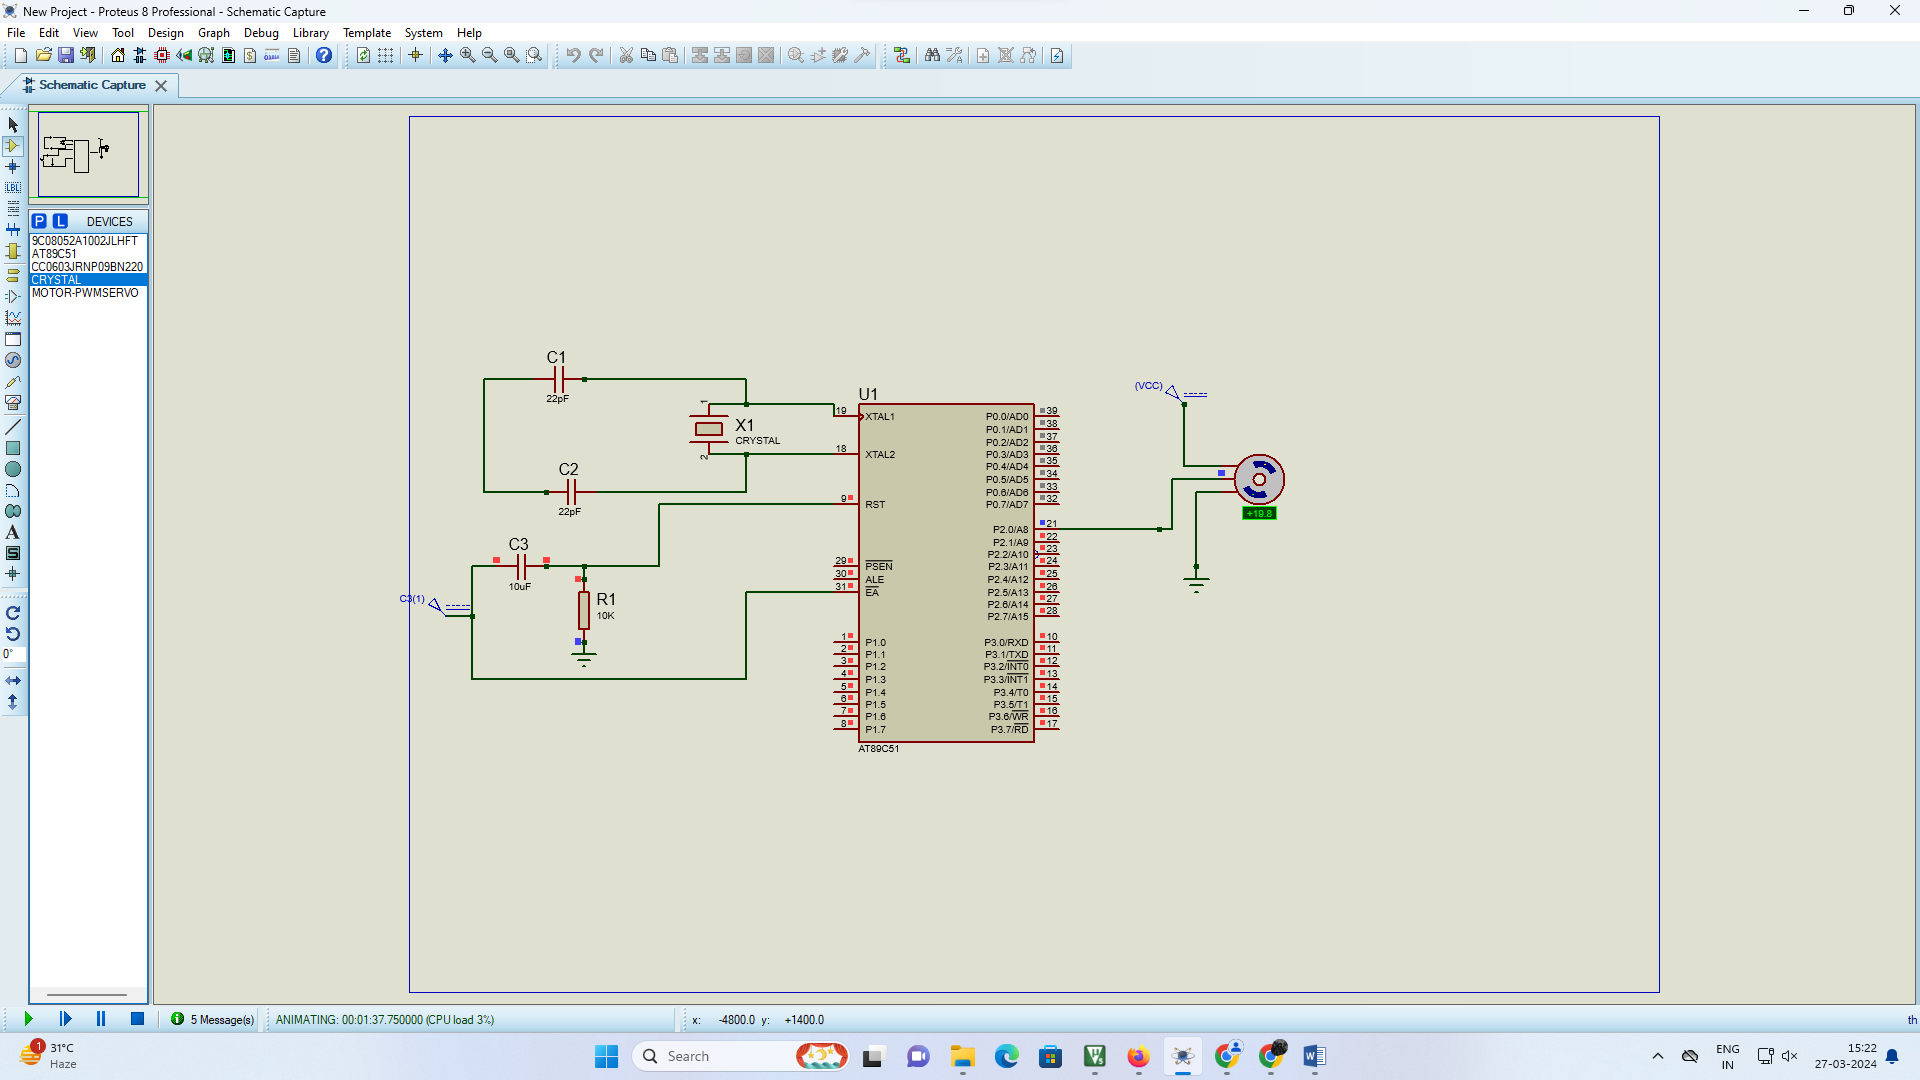 New Project - Proteus 8 Professional - Schematic Capture
File Edit View Tool Design Graph Debug Library Template System Help
Schematic Capture
LBL
P L DEVICES
9C08052A1002JLHFT
AT89C51
CC0603JRNP09BN220
CRYSTAL
MOTOR-PWMSERVO
A
S
0°
C1
22pF
C2
22pF
1
X1
CRYSTAL
2
C3
10uF
C3(1)
R1
10K
U1
19 XTAL1
18 XTAL2
9 RST
29 PSEN
30 ALE
31 EA
1 P1.0
2 P1.1
3 P1.2
4 P1.3
5 P1.4
6 P1.5
7 P1.6
8 P1.7
P0.0/AD0 39
P0.1/AD1 38
P0.2/AD2 37
P0.3/AD3 36
P0.4/AD4 35
P0.5/AD5 34
P0.6/AD6 33
P0.7/AD7 32
P2.0/A8 21
P2.1/A9 22
P2.2/A10 23
P2.3/A11 24
P2.4/A12 25
P2.5/A13 26
P2.6/A14 27
P2.7/A15 28
P3.0/RXD 10
P3.1/TXD 11
P3.2/INT0 12
P3.3/INT1 13
P3.4/T0 14
P3.5/T1 15
P3.6/WR 16
P3.7/RD 17
AT89C51
(VCC)
+19.8
5 Message(s) ANIMATING: 00:01:37.750000 (CPU load 3%) x: -4800.0 y: +1400.0 th
1
31°C
Haze
Search
ENG
IN
15:22
27-03-2024